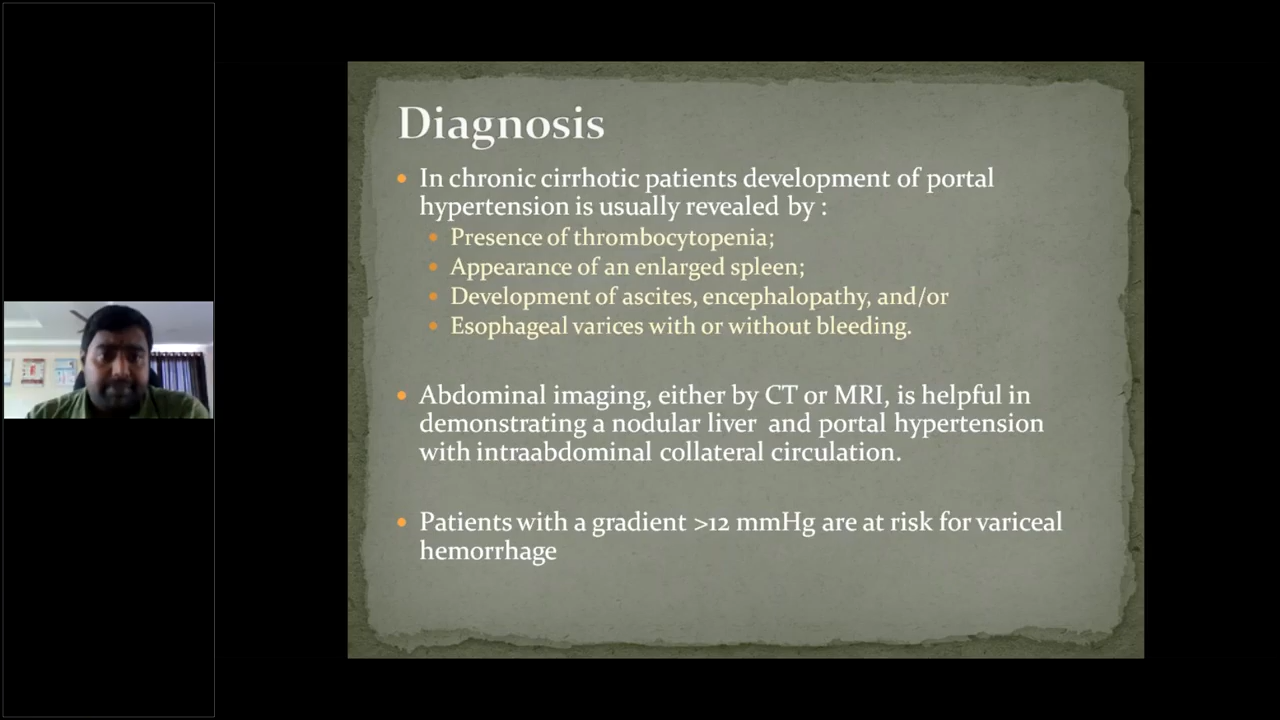 Diagnosis
In chronic cirrhotic patients development of portal
hypertension is usually revealed by :
Presence of thrombocytopenia;
Appearance of an enlarged spleen;
Development of ascites, encephalopathy, and/or
Esophageal varices with or without bleeding.
Abdominal imaging, either by CT or MRI, is helpful in
demonstrating a nodular liver and portal hypertension
with intraabdominal collateral circulation.
Patients with a gradient >12 mmHg are at risk for variceal
hemorrhage